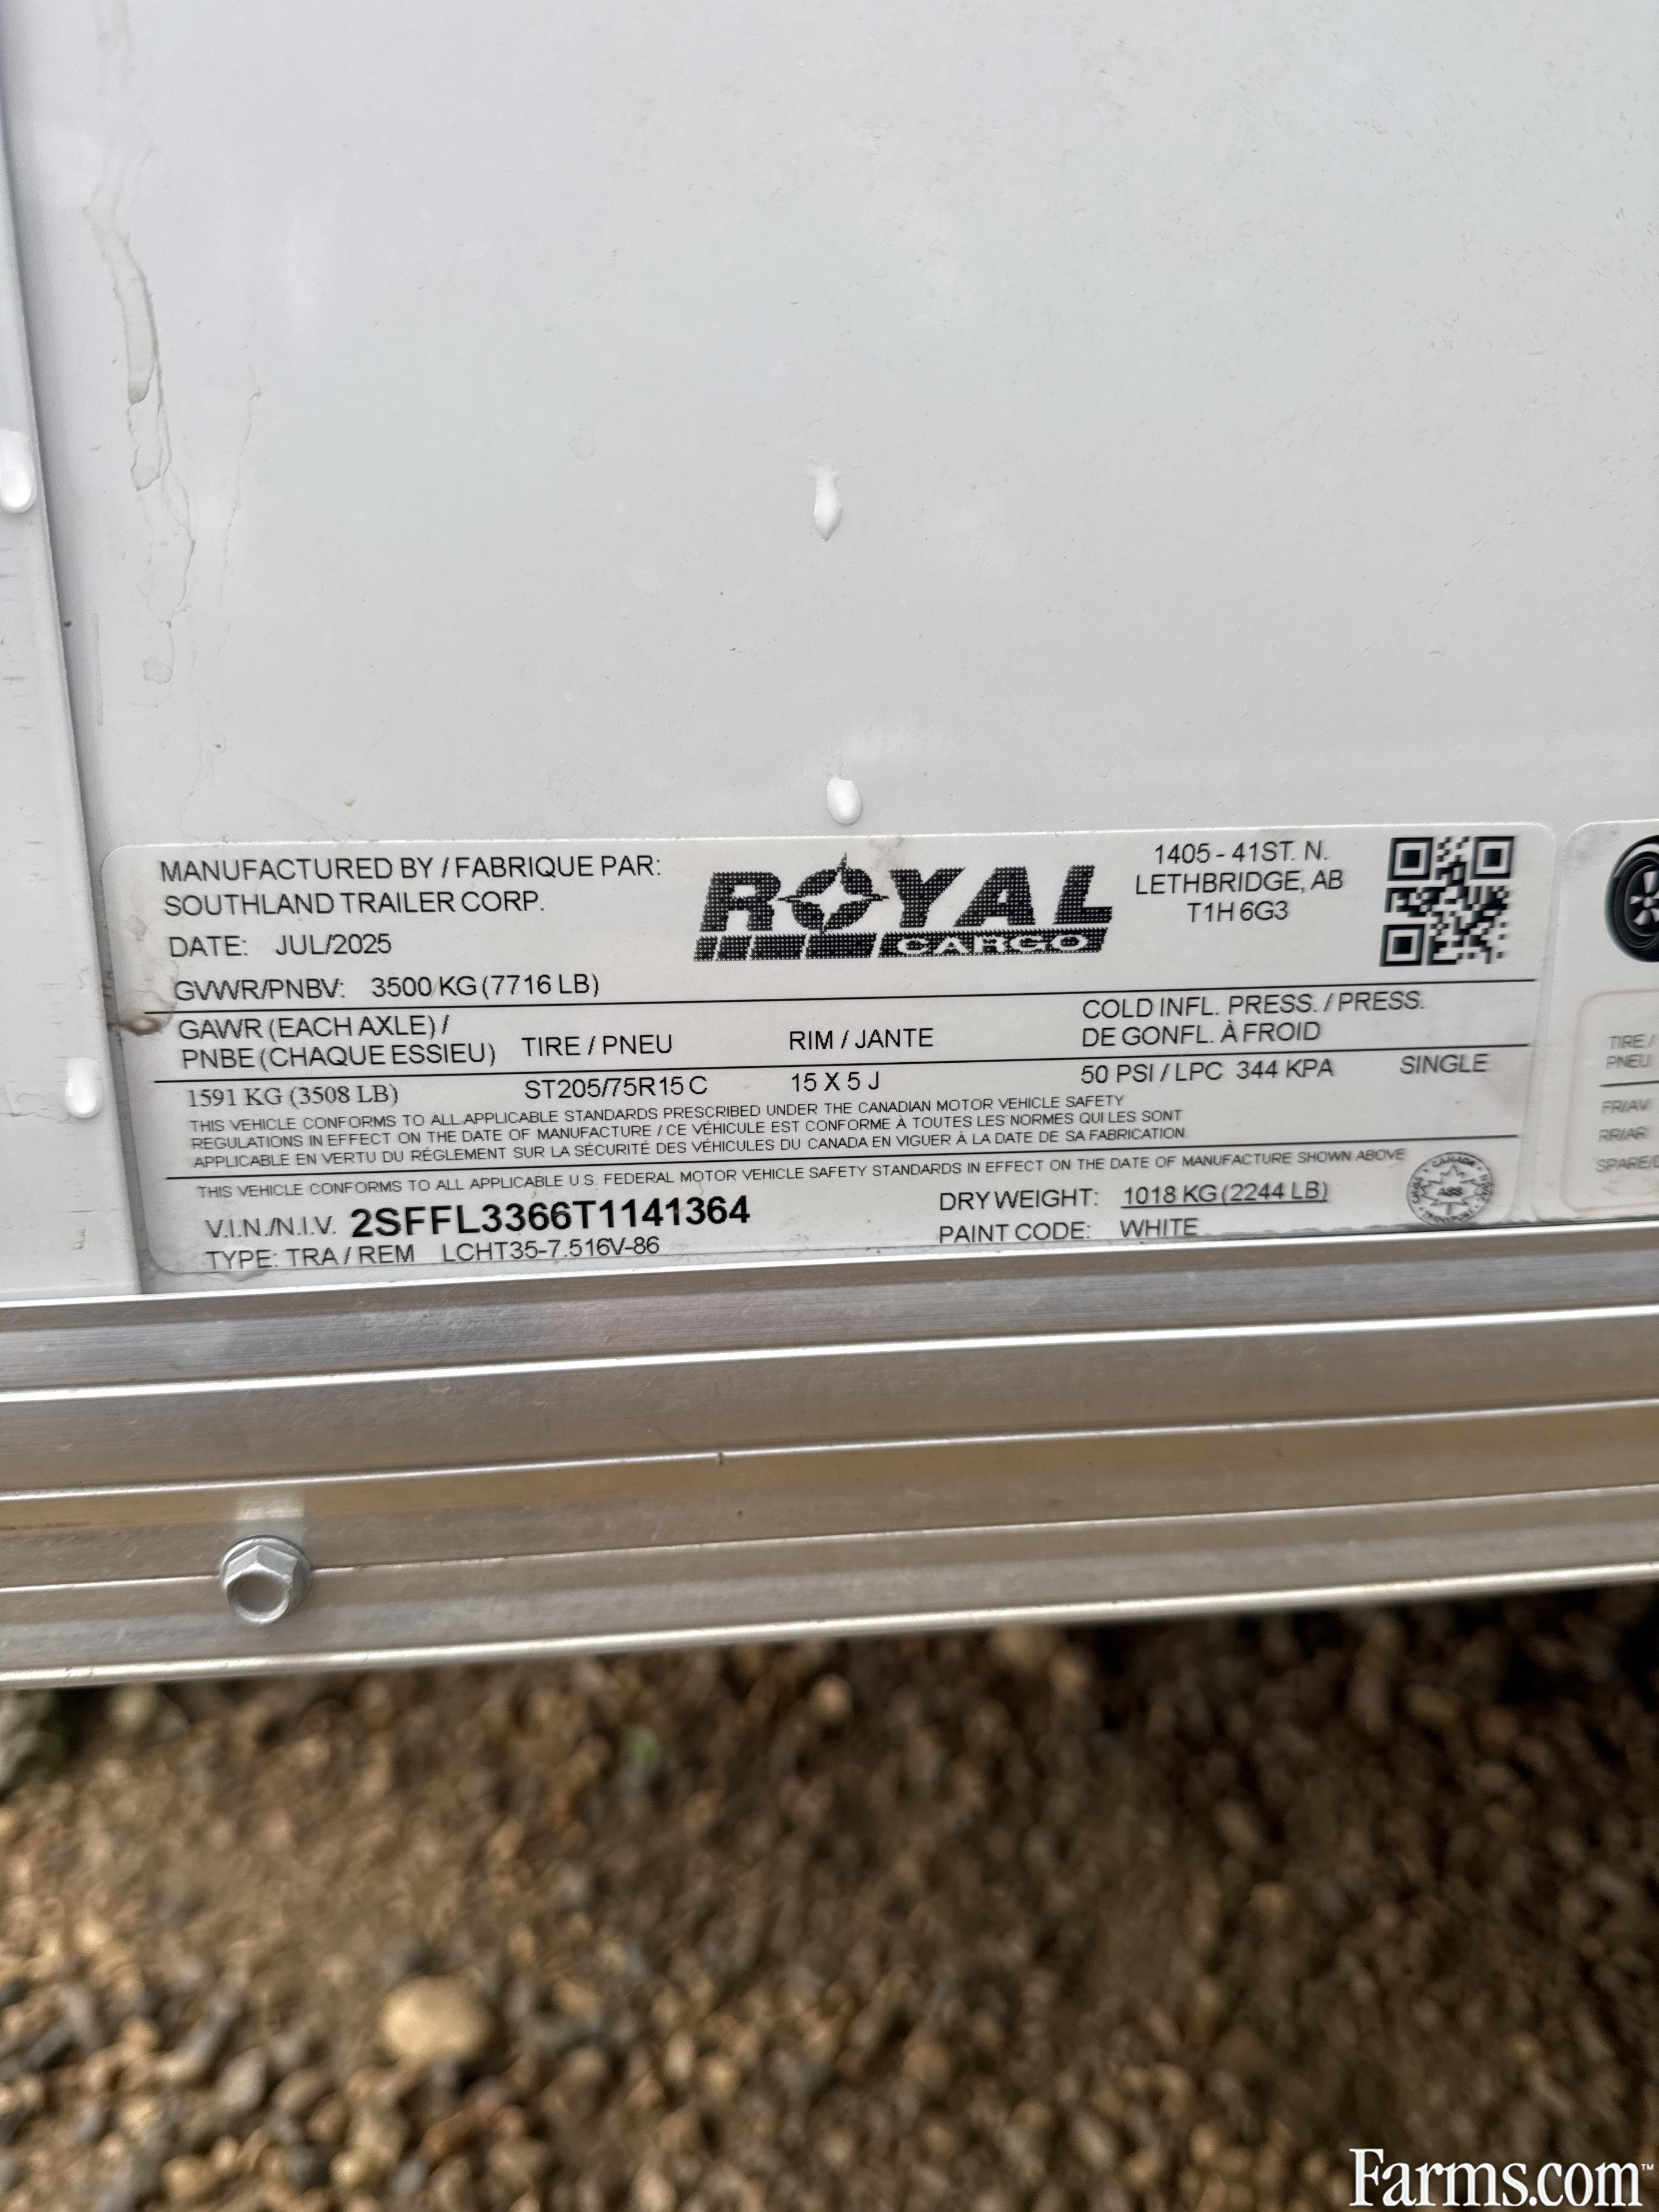 MANUFACTURED BY / FABRIQUE PAR:
SOUTHLAND TRAILER CORP.
DATE: JUL/2025
GVWR/PNBV: 3500 KG (7716 LB)
ROYAL
CARGO
1405 - 41ST. N.
LETHBRIDGE, AB
T1H 6G3
GAWR (EACH AXLE) /
PNBE (CHAQUE ESSIEU)
TIRE / PNEU
RIM / JANTE
COLD INFL. PRESS. / PRESS.
DE GONFL. À FROID
1591 KG (3508 LB)
ST205/75R15 C
15 X 5 J
50 PSI / LPC 344 KPA
SINGLE
THIS VEHICLE CONFORMS TO ALL APPLICABLE STANDARDS PRESCRIBED UNDER THE CANADIAN MOTOR VEHICLE SAFETY
REGULATIONS IN EFFECT ON THE DATE OF MANUFACTURE / CE VÉHICULE EST CONFORME À TOUTES LES NORMES QUI LES SONT
APPLICABLE EN VERTU DU RÉGLEMENT SUR LA SÉCURITÉ DES VÉHICULES DU CANADA EN VIGUER À LA DATE DE SA FABRICATION.
THIS VEHICLE CONFORMS TO ALL APPLICABLE U.S. FEDERAL MOTOR VEHICLE SAFETY STANDARDS IN EFFECT ON THE DATE OF MANUFACTURE SHOWN ABOVE
V.I.N./N.I.V. 2SFFL3366T1141364
TYPE: TRA / REM LCHT35-7.516V-86
DRY WEIGHT: 1018 KG (2244 LB)
PAINT CODE: WHITE
CANADA
TIRE /
PNEU
FR/AV
RR/AR
Farms.com™